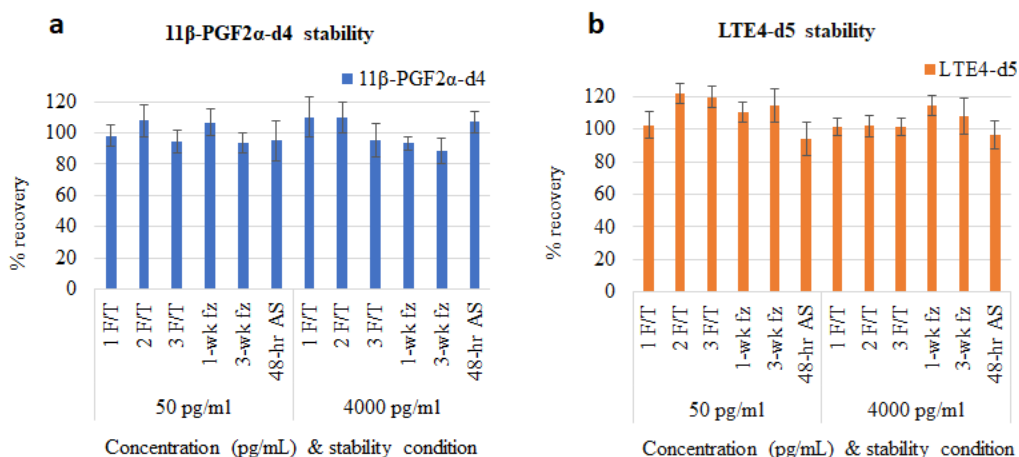 a
11β-PGF2α-d4 stability
11β-PGF2α-d4
% recovery
120
100
80
60
40
20
0
1 F/T
2 F/T
3 F/T
1-wk fz
3-wk fz
48-hr AS
1 F/T
2 F/T
3 F/T
1-wk fz
3-wk fz
48-hr AS
50 pg/ml
4000 pg/ml
Concentration (pg/mL) & stability condition
b
LTE4-d5 stability
LTE4-d5
% recovery
120
100
80
60
40
20
0
1 F/T
2 F/T
3 F/T
1-wk fz
3-wk fz
48-hr AS
1 F/T
2 F/T
3 F/T
1-wk fz
3-wk fz
48-hr AS
50 pg/ml
4000 pg/ml
Concentration (pg/mL) & stability condition